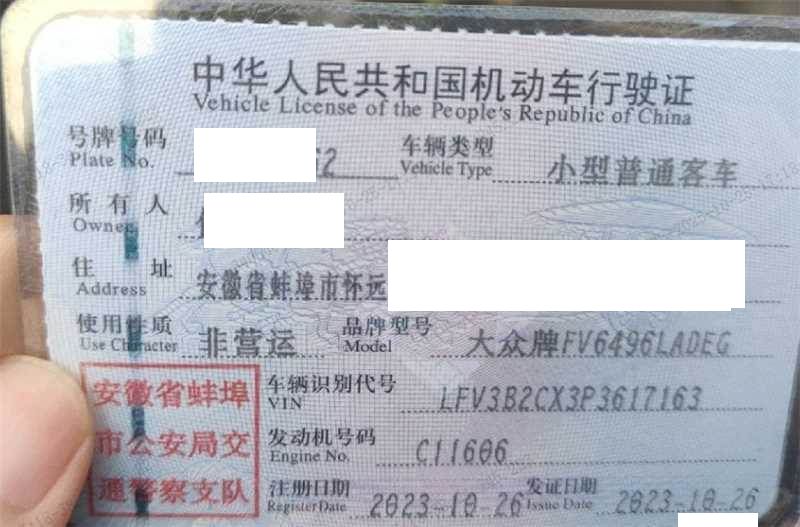 中华人民共和国机动车行驶证
Vehicle License of the People's Republic of China
号牌号码 62 车辆类型 小型普通客车
Plate No. Vehicle Type
所有人
Owner
住址 安徽省蚌埠市怀远
Address
使用性质 非营运 品牌型号 大众牌FV6496LADEG
Use Character Model
安徽省蚌埠 车辆识别代号 LFV3B2CX3P3617163
VIN
市公安局交 发动机号码 C11606
Engine No.
通警察支队 注册日期 2023-10-26 发证日期 2023-10-26
Register Date Issue Date